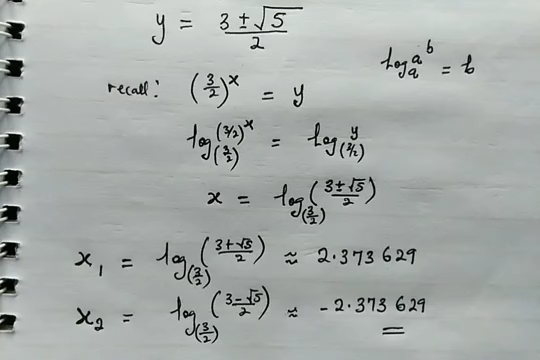 y = (3 ± √5)/2
log_a a^b = b
recall: (3/2)^x = y
log_(3/2) (3/2)^x = log_(3/2) y
x = log_(3/2) ((3±√5)/2)
x₁ = log_(3/2) ((3+√5)/2) ≈ 2.373629
x₂ = log_(3/2) ((3−√5)/2) ≈ -2.373629